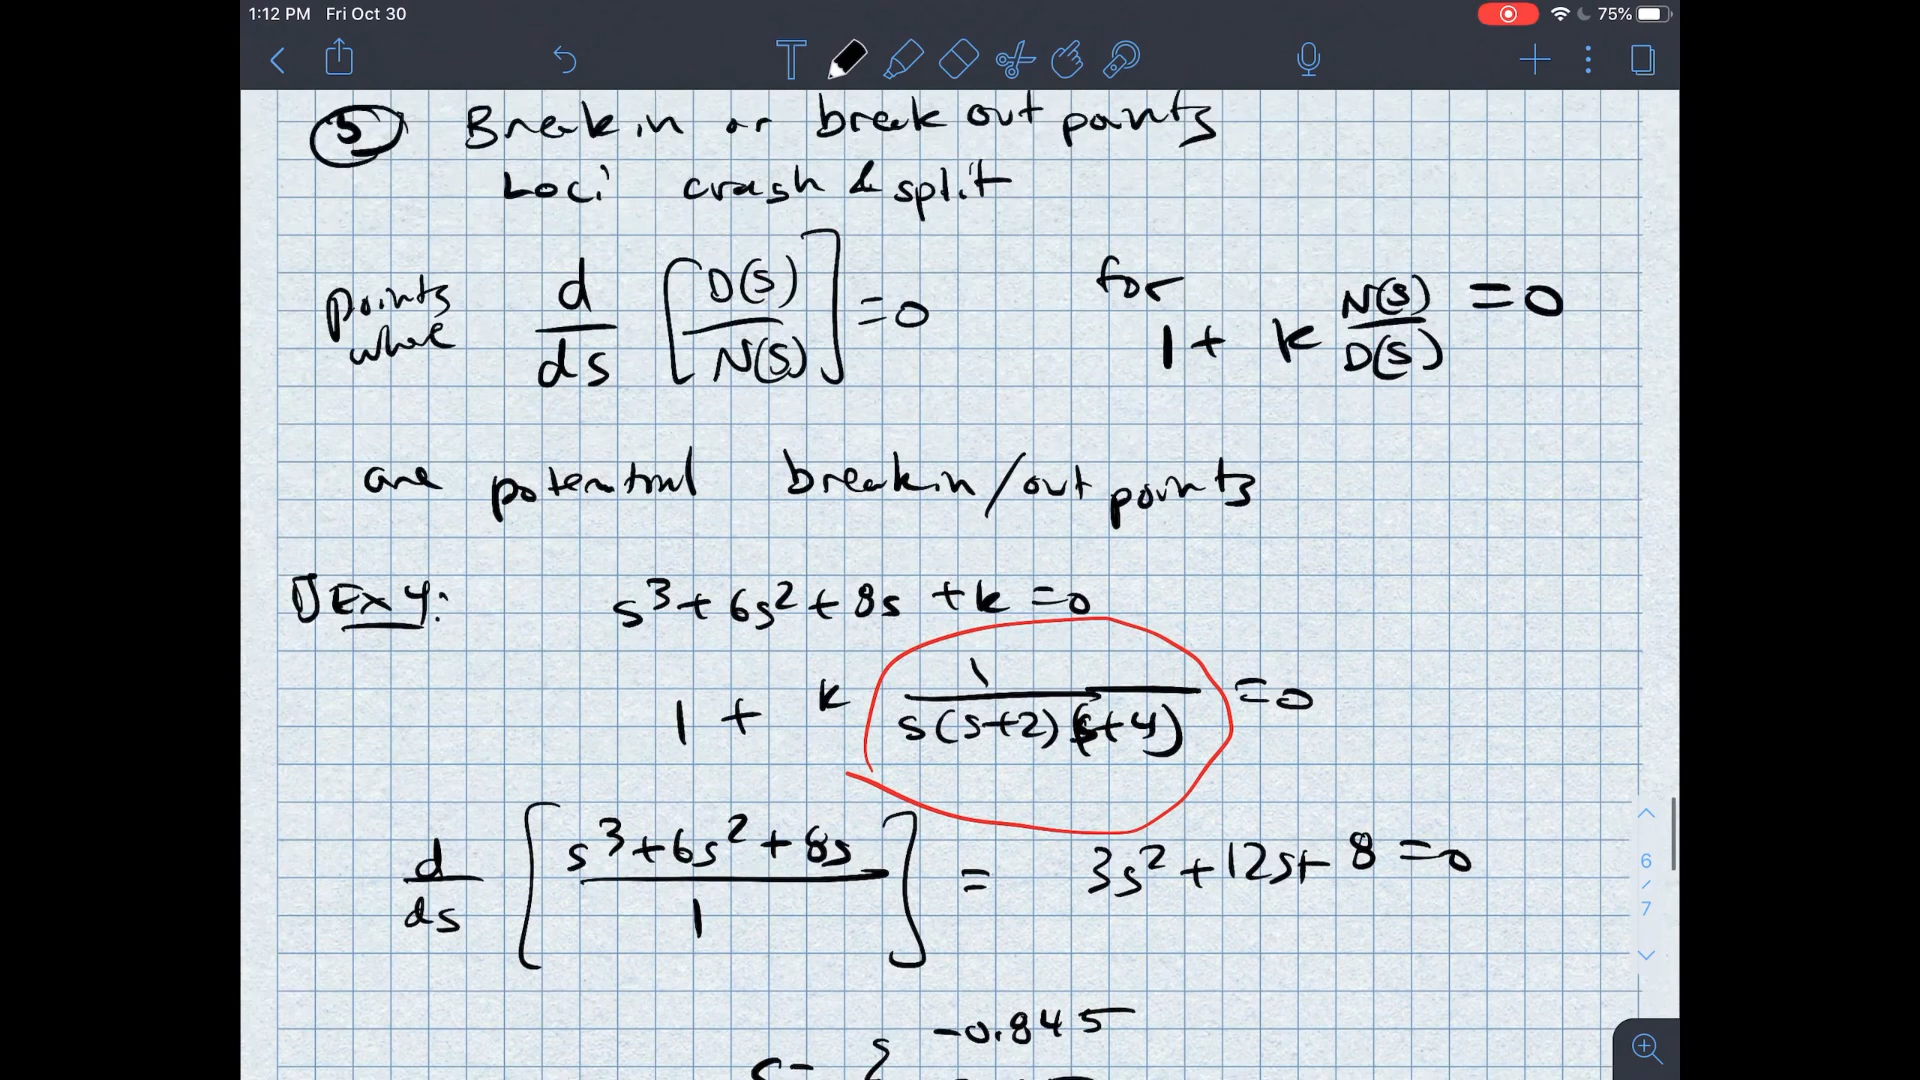 1:12 PM Fri Oct 30 75%
5 Break in or break out points
Loci crash & split
points where d/ds [D(s)/N(s)] = 0 for 1 + k N(s)/D(s) = 0
are potential breakin/out points
Ex 4: s³ + 6s² + 8s + k = 0
1 + k 1/(s(s+2)(s+4)) = 0
d/ds [(s³+6s²+8s)/1] = 3s² + 12s + 8 = 0
6/7
s = { -0.845